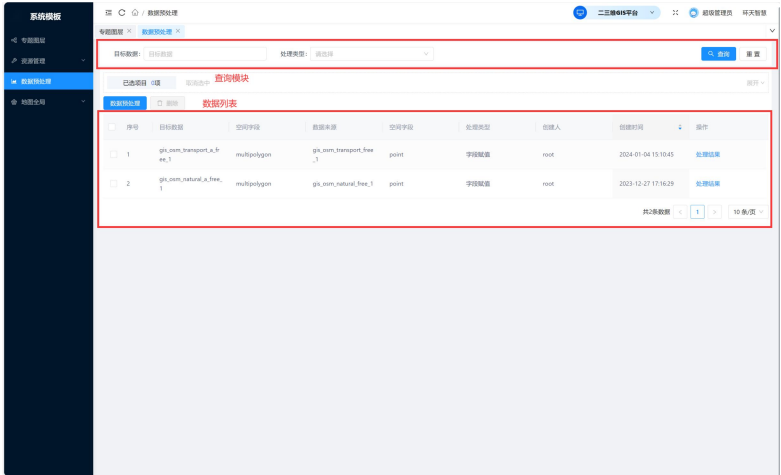 系统模板
专题图层
资源管理
数据预处理
地图全局
/ 数据预处理
二三维GIS平台
超级管理员 环天智慧
专题图层 × 数据预处理 ×
目标数据: 目标数据 处理类型: 请选择 查询 重置
已选项目 0项 取消选中 查询模块 展开
数据预处理 删除 数据列表
序号 目标数据 空间字段 数据来源 空间字段 处理类型 创建人 创建时间 操作
1 gis_osm_transport_a_fr multipolygon gis_osm_transport_free point 字段赋值 root 2024-01-04 15:10:45 处理结果
ee_1 _1
2 gis_osm_natural_a_free_ multipolygon gis_osm_natural_free_1 point 字段赋值 root 2023-12-27 17:16:29 处理结果
1
共2条数据 < 1 > 10 条/页